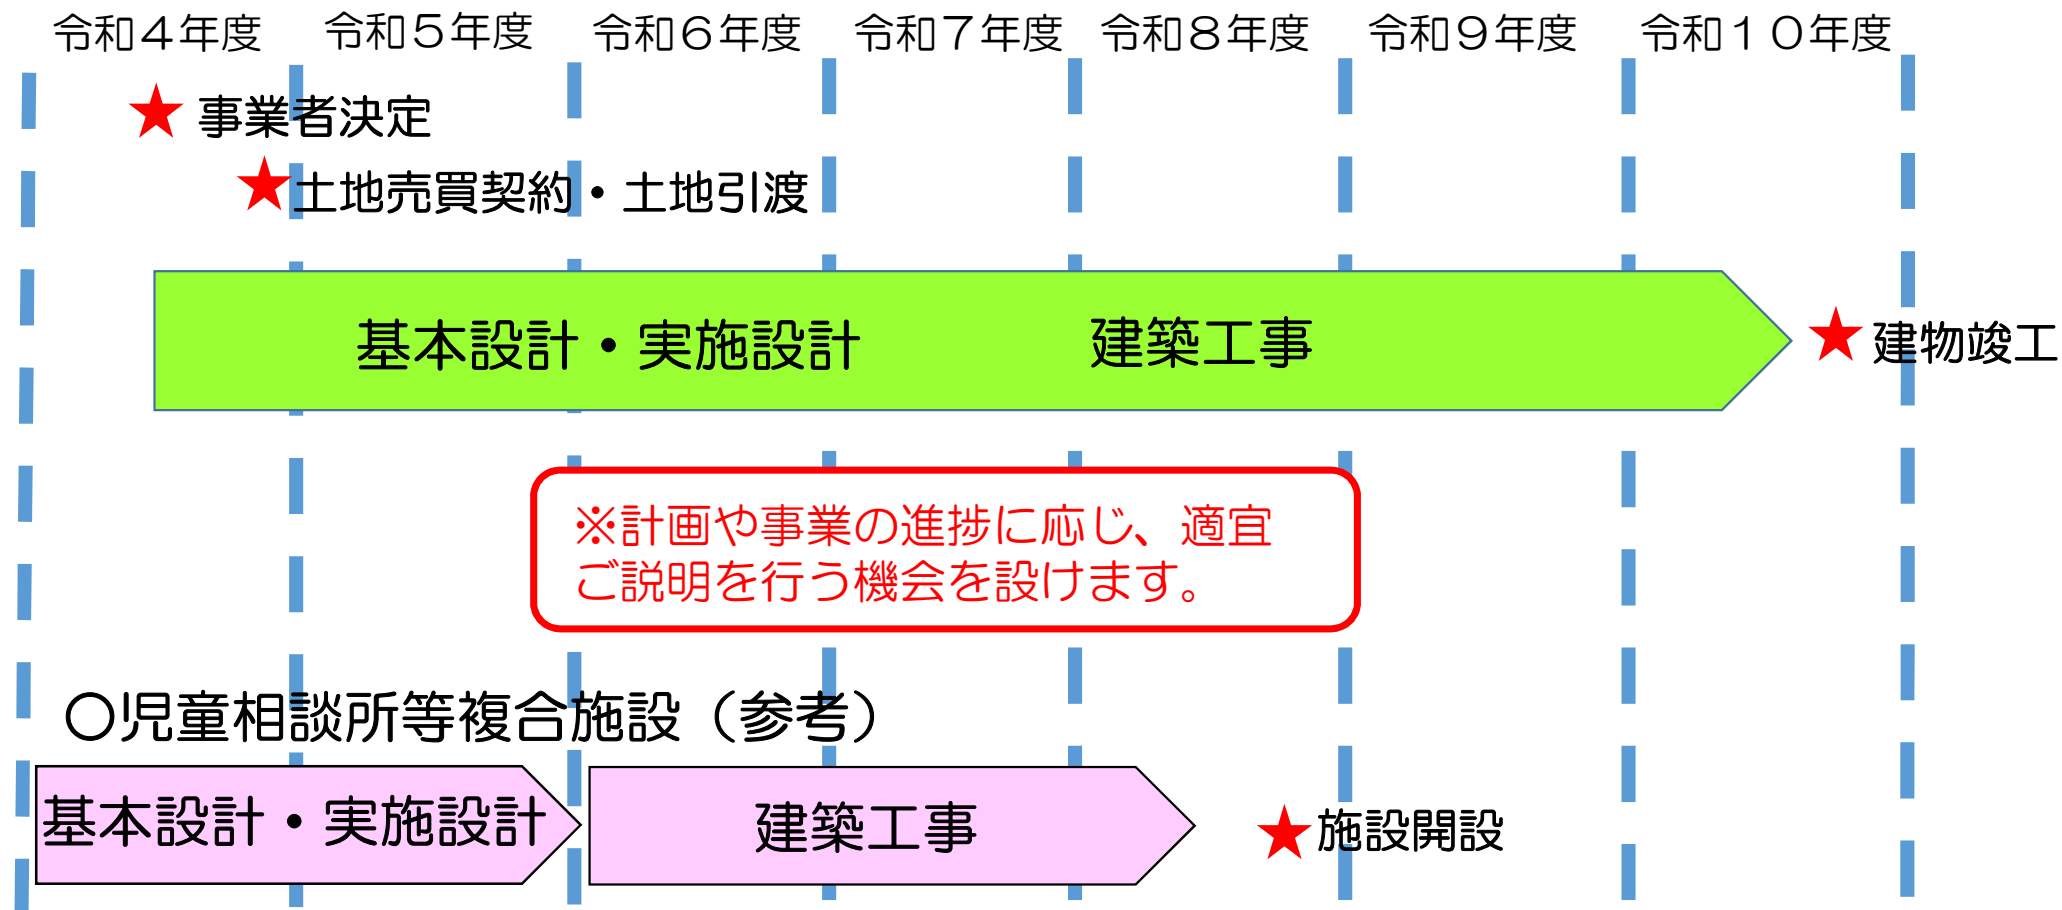 令和４年度 令和５年度 令和６年度 令和７年度 令和８年度 令和９年度 令和１０年度
★ 事業者決定
★土地売買契約・土地引渡
基本設計・実施設計 建築工事
★ 建物竣工
※計画や事業の進捗に応じ、適宜
ご説明を行う機会を設けます。
〇児童相談所等複合施設（参考）
基本設計・実施設計 建築工事
★施設開設